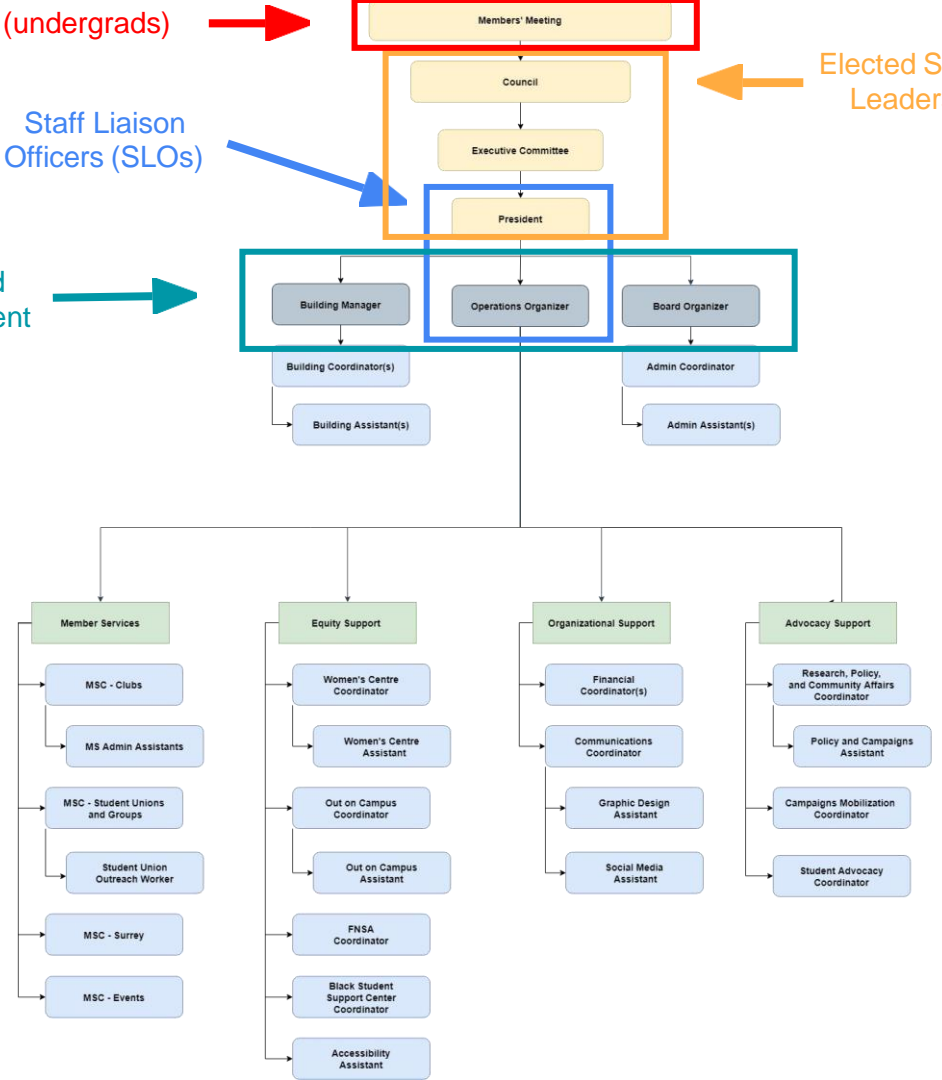 (undergrads)
Members' Meeting
Council
Elected S
Leader
Staff Liaison
Officers (SLOs)
Executive Committee
President
ent
Building Manager
Operations Organizer
Board Organizer
Building Coordinator(s)
Admin Coordinator
Building Assistant(s)
Admin Assistant(s)
Member Services
MSC - Clubs
MS Admin Assistants
MSC - Student Unions
and Groups
Student Union
Outreach Worker
MSC - Surrey
MSC - Events
Equity Support
Women's Centre
Coordinator
Women's Centre
Assistant
Out on Campus
Coordinator
Out on Campus
Assistant
FNSA
Coordinator
Black Student
Support Center
Coordinator
Accessibility
Assistant
Organizational Support
Financial
Coordinator(s)
Communications
Coordinator
Graphic Design
Assistant
Social Media
Assistant
Advocacy Support
Research, Policy,
and Community Affairs
Coordinator
Policy and Campaigns
Assistant
Campaigns Mobilization
Coordinator
Student Advocacy
Coordinator